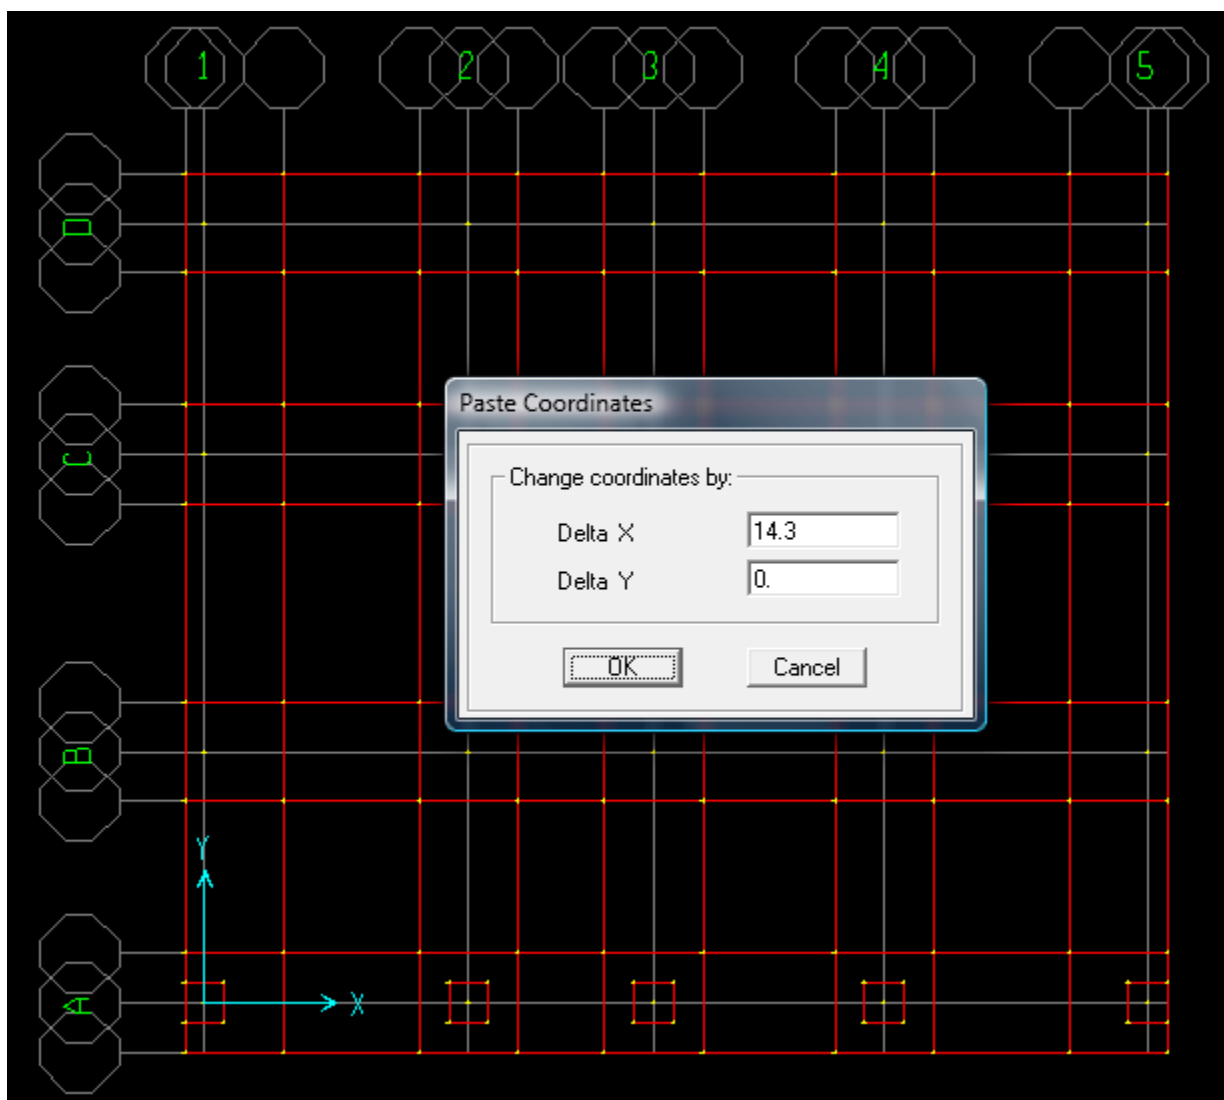 1 2 3 4 5
D
C
Paste Coordinates
Change coordinates by:
Delta X 14.3
Delta Y 0.
OK Cancel
B
Y
A
X